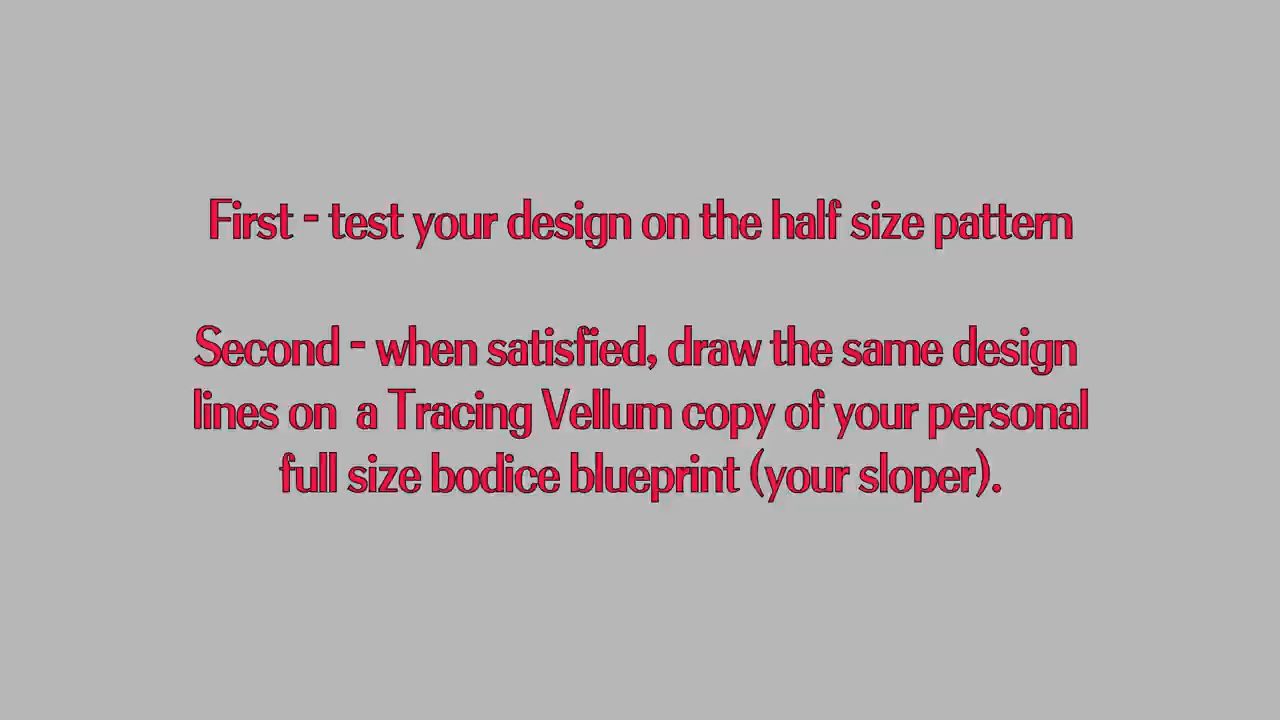 First - test your design on the half size pattern
Second - when satisfied, draw the same design
lines on a Tracing Vellum copy of your personal
full size bodice blueprint (your sloper).